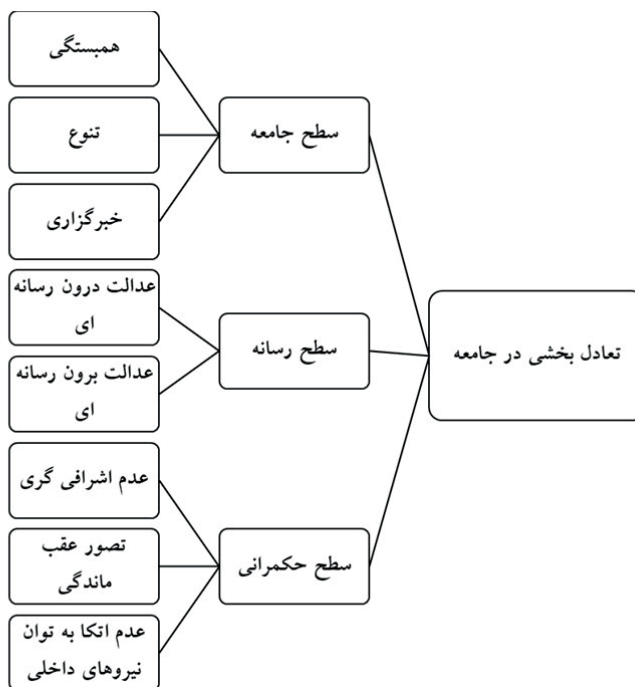 تعادل بخشی در جامعه
سطح جامعه
همبستگی
تنوع
خبرگزاری
سطح رسانه
عدالت درون رسانه
ای
عدالت برون رسانه
ای
سطح حکمرانی
عدم اشرافی گری
تصور عقب
ماندگی
عدم اتکا به توان
نیروهای داخلی